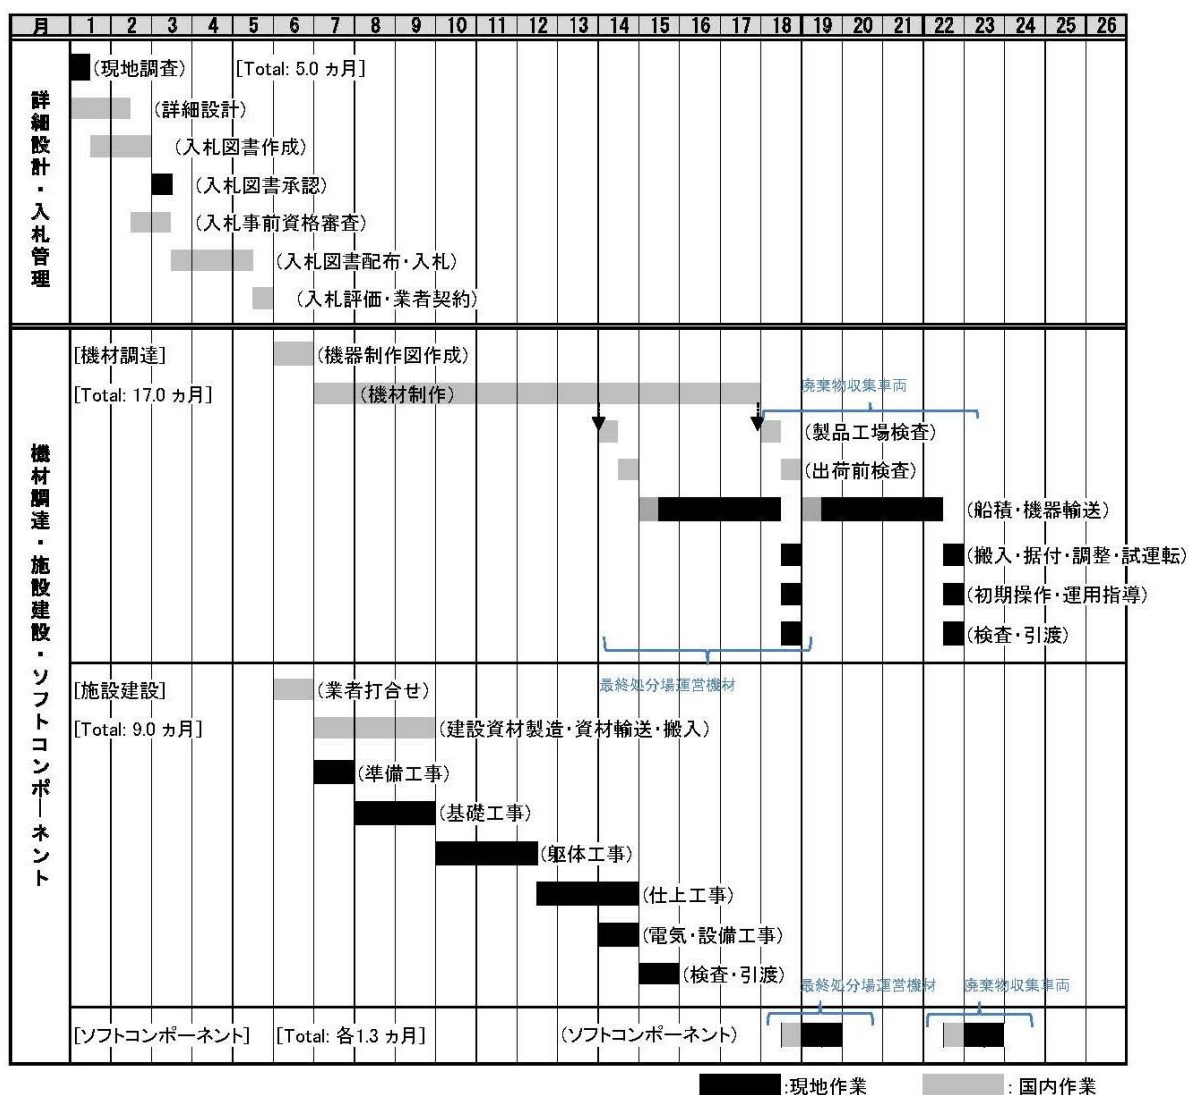 月 1 2 3 4 5 6 7 8 9 10 11 12 13 14 15 16 17 18 19 20 21 22 23 24 25 26
詳細設計・入札管理
(現地調査) [Total: 5.0 ヵ月]
(詳細設計)
(入札図書作成)
(入札図書承認)
(入札事前資格審査)
(入札図書配布・入札)
(入札評価・業者契約)
機材調達・施設建設・ソフトコンポーネント
[機材調達] (機器制作図作成)
[Total: 17.0 ヵ月] (機材制作) 廃棄物収集車両
(製品工場検査)
(出荷前検査)
(船積・機器輸送)
(搬入・据付・調整・試運転)
(初期操作・運用指導)
(検査・引渡)
最終処分場運営機材
[施設建設] (業者打合せ)
[Total: 9.0 ヵ月] (建設資材製造・資材輸送・搬入)
(準備工事)
(基礎工事)
(躯体工事)
(仕上工事)
(電気・設備工事)
(検査・引渡)
最終処分場運営機材 廃棄物収集車両
[ソフトコンポーネント] [Total: 各1.3 ヵ月] (ソフトコンポーネント)
:現地作業 : 国内作業